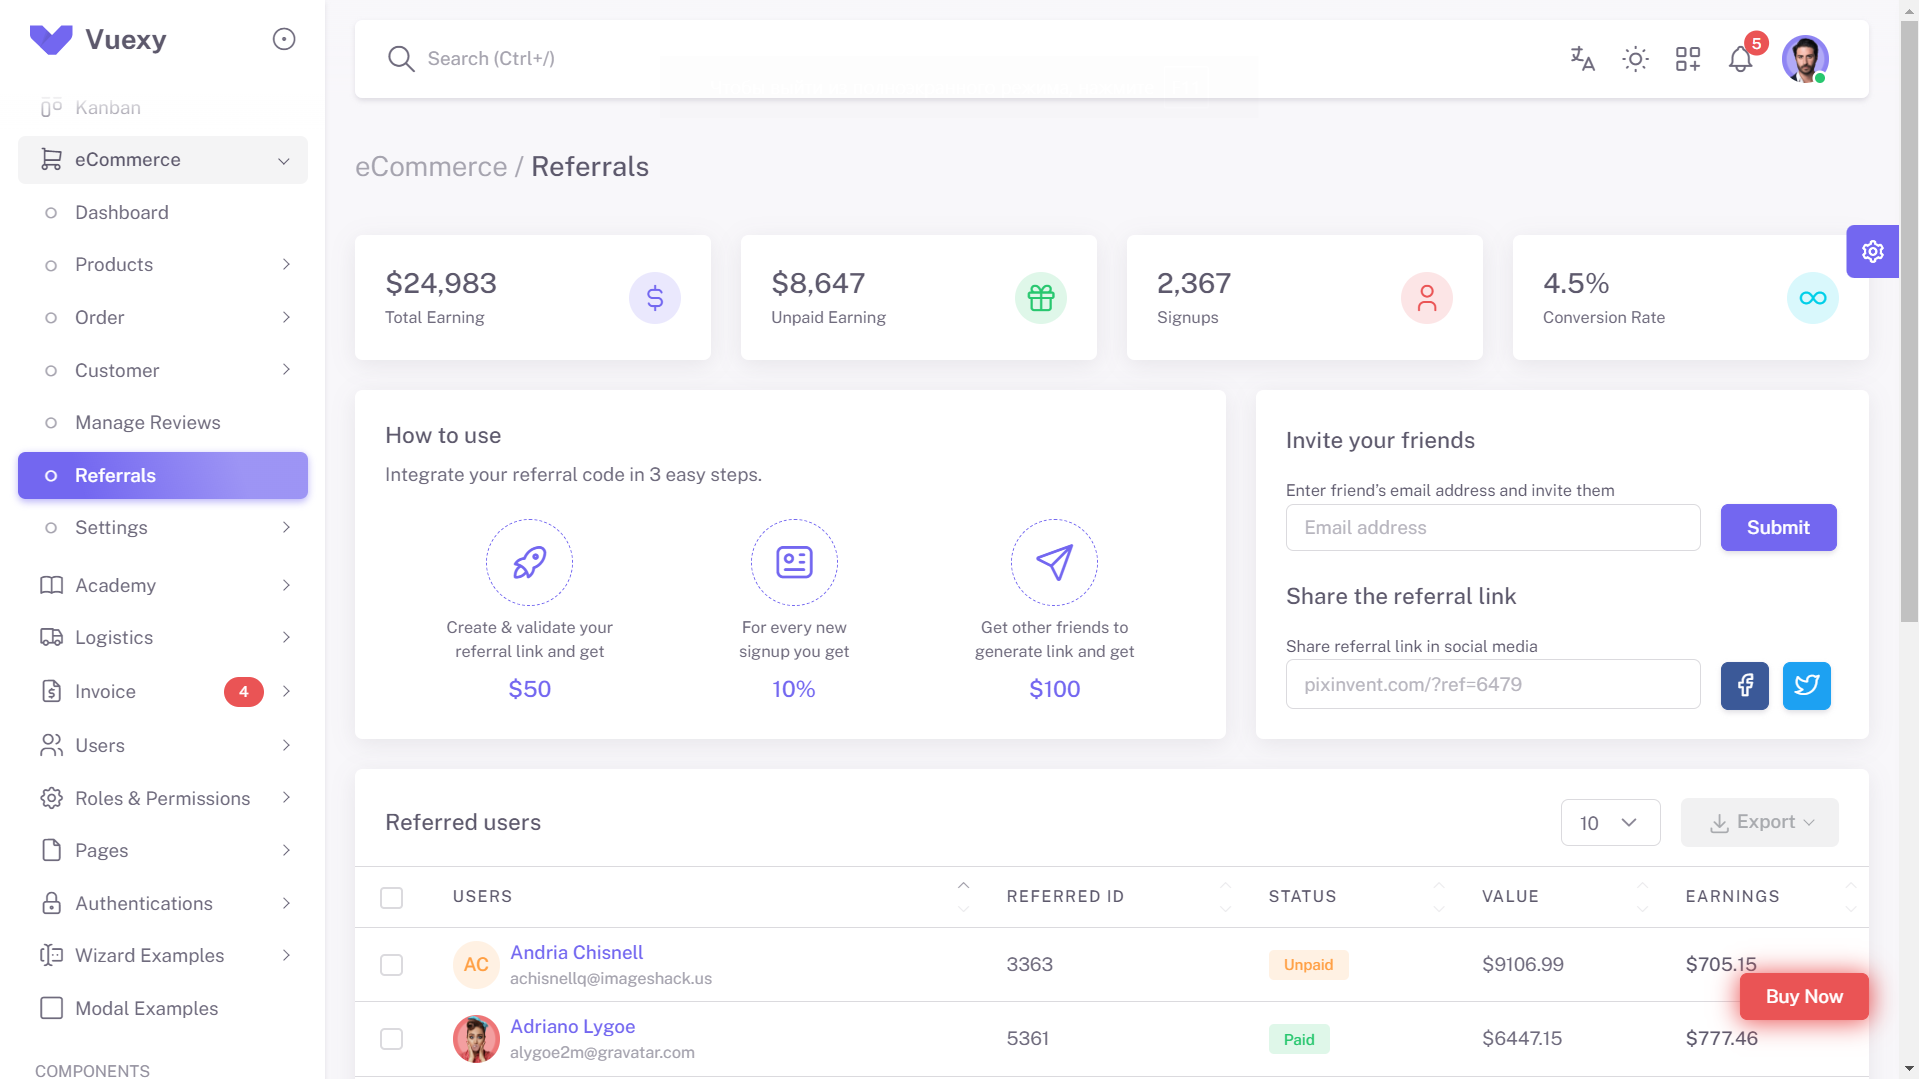 Vuexy
Search (Ctrl+/)
5
Kanban
eCommerce
Dashboard
Products
Order
Customer
Manage Reviews
Referrals
Settings
Academy
Logistics
Invoice
4
Users
Roles & Permissions
Pages
Authentications
Wizard Examples
Modal Examples
COMPONENTS
eCommerce / Referrals
$24,983
Total Earning
$8,647
Unpaid Earning
2,367
Signups
4.5%
Conversion Rate
How to use
Integrate your referral code in 3 easy steps.
Create & validate your
referral link and get
$50
For every new
signup you get
10%
Get other friends to
generate link and get
$100
Invite your friends
Enter friend’s email address and invite them
Email address
Submit
Share the referral link
Share referral link in social media
pixinvent.com/?ref=6479
Referred users
10
Export
USERS
REFERRED ID
STATUS
VALUE
EARNINGS
AC
Andria Chisnell
achisnellq@imageshack.us
3363
Unpaid
$9106.99
$705.15
Buy Now
Adriano Lygoe
alygoe2m@gravatar.com
5361
Paid
$6447.15
$777.46